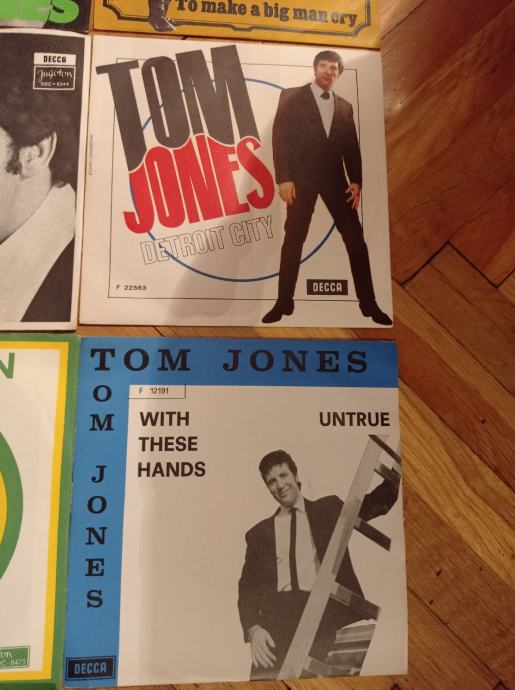 To make a big man cry
DECCA
Jugoton
SDC - 8344
TOM
JONES
DETROIT CITY
F 22563
DECCA
N
TOM JONES
TOM JONES
F 12191
WITH
THESE
HANDS
UNTRUE
DECCA